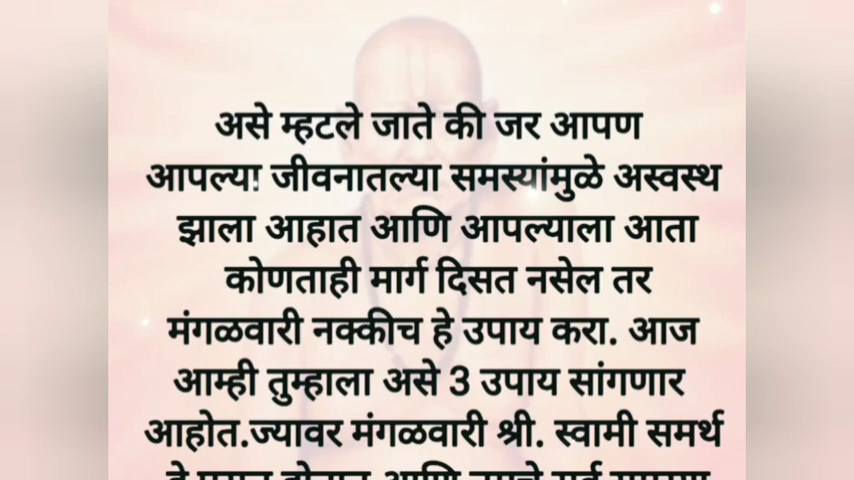 असे म्हटले जाते की जर आपण
आपल्या जीवनातल्या समस्यांमुळे अस्वस्थ
झाला आहात आणि आपल्याला आता
कोणताही मार्ग दिसत नसेल तर
मंगळवारी नक्कीच हे उपाय करा. आज
आम्ही तुम्हाला असे 3 उपाय सांगणार
आहोत.ज्यावर मंगळवारी श्री. स्वामी समर्थ